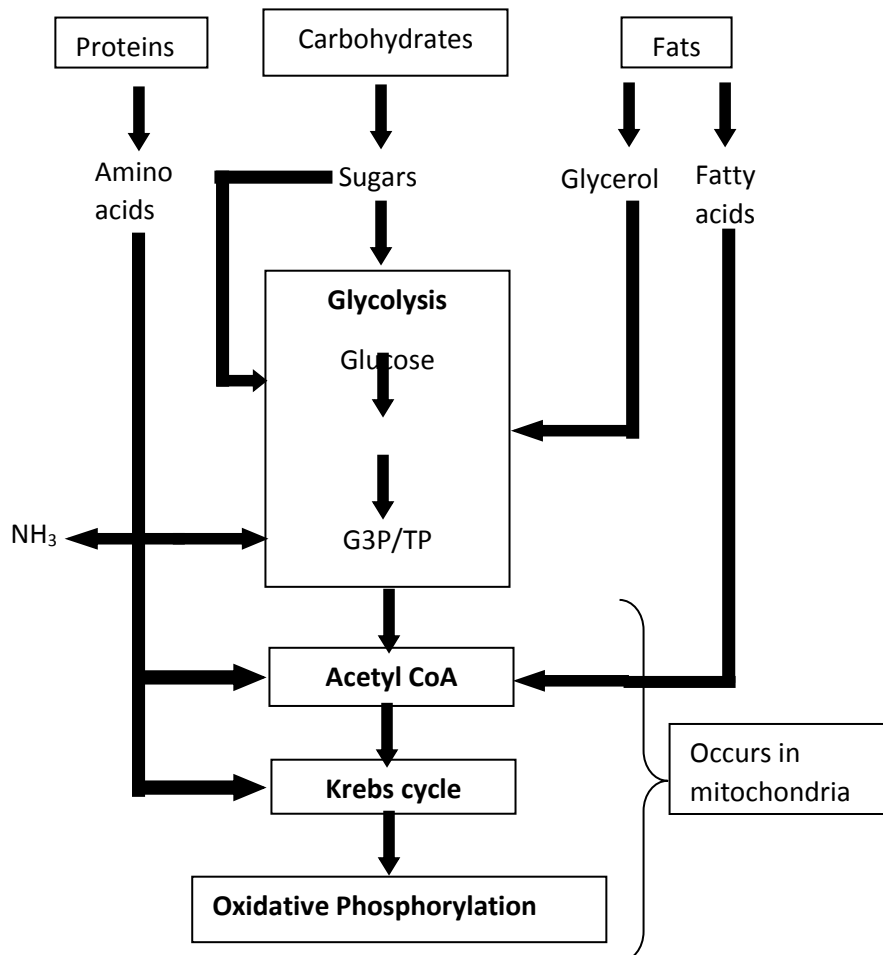 Proteins
Carbohydrates
Fats
Amino
acids
Sugars
Glycerol
Fatty
acids
Glycolysis
Glucose
NH₃
G3P/TP
Acetyl CoA
Occurs in
mitochondria
Krebs cycle
Oxidative Phosphorylation